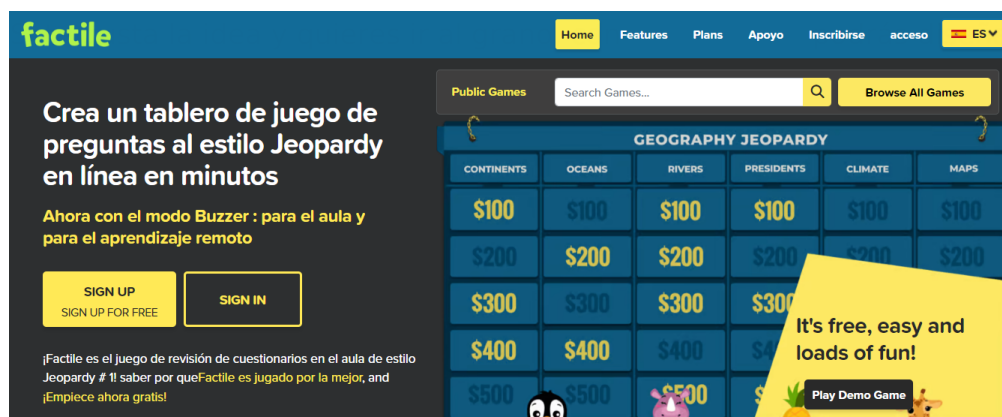 factile
Home Features Plans Apoyo Inscribirse acceso ES
Crea un tablero de juego de
preguntas al estilo Jeopardy
en línea en minutos
Ahora con el modo Buzzer : para el aula y
para el aprendizaje remoto
SIGN UP
SIGN UP FOR FREE
SIGN IN
¡Factile es el juego de revisión de cuestionarios en el aula de estilo
Jeopardy # 1! saber por queFactile es jugado por la mejor, and
¡Empiece ahora gratis!
Public Games Search Games... Browse All Games
GEOGRAPHY JEOPARDY
CONTINENTS OCEANS RIVERS PRESIDENTS CLIMATE MAPS
$100 $100 $100 $100 $100 $100
$200 $200 $200 $200 $200 $200
$300 $300 $300 $300
$400 $400 $400 $4
$500 $500 $500 $
It's free, easy and
loads of fun!
Play Demo Game